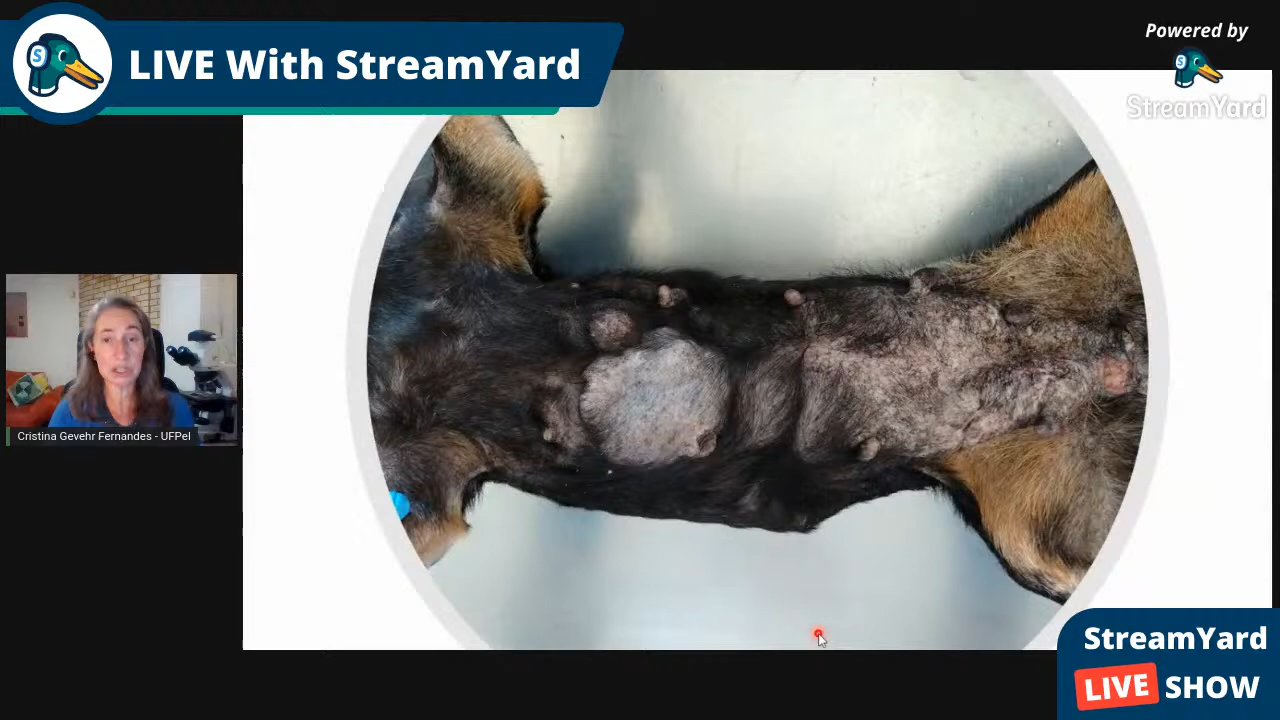 LIVE With StreamYard
Powered by
StreamYard
Cristina Gevehr Fernandes - UFPel
StreamYard
LIVE SHOW